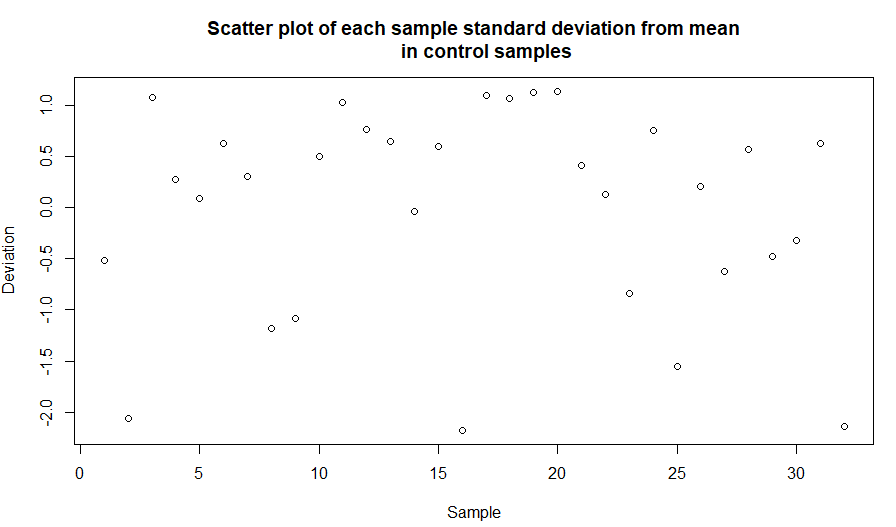 Scatter plot of each sample standard deviation from mean
in control samples
Deviation
1.0
0.5
0.0
-0.5
-1.0
-1.5
-2.0
0 5 10 15 20 25 30
Sample